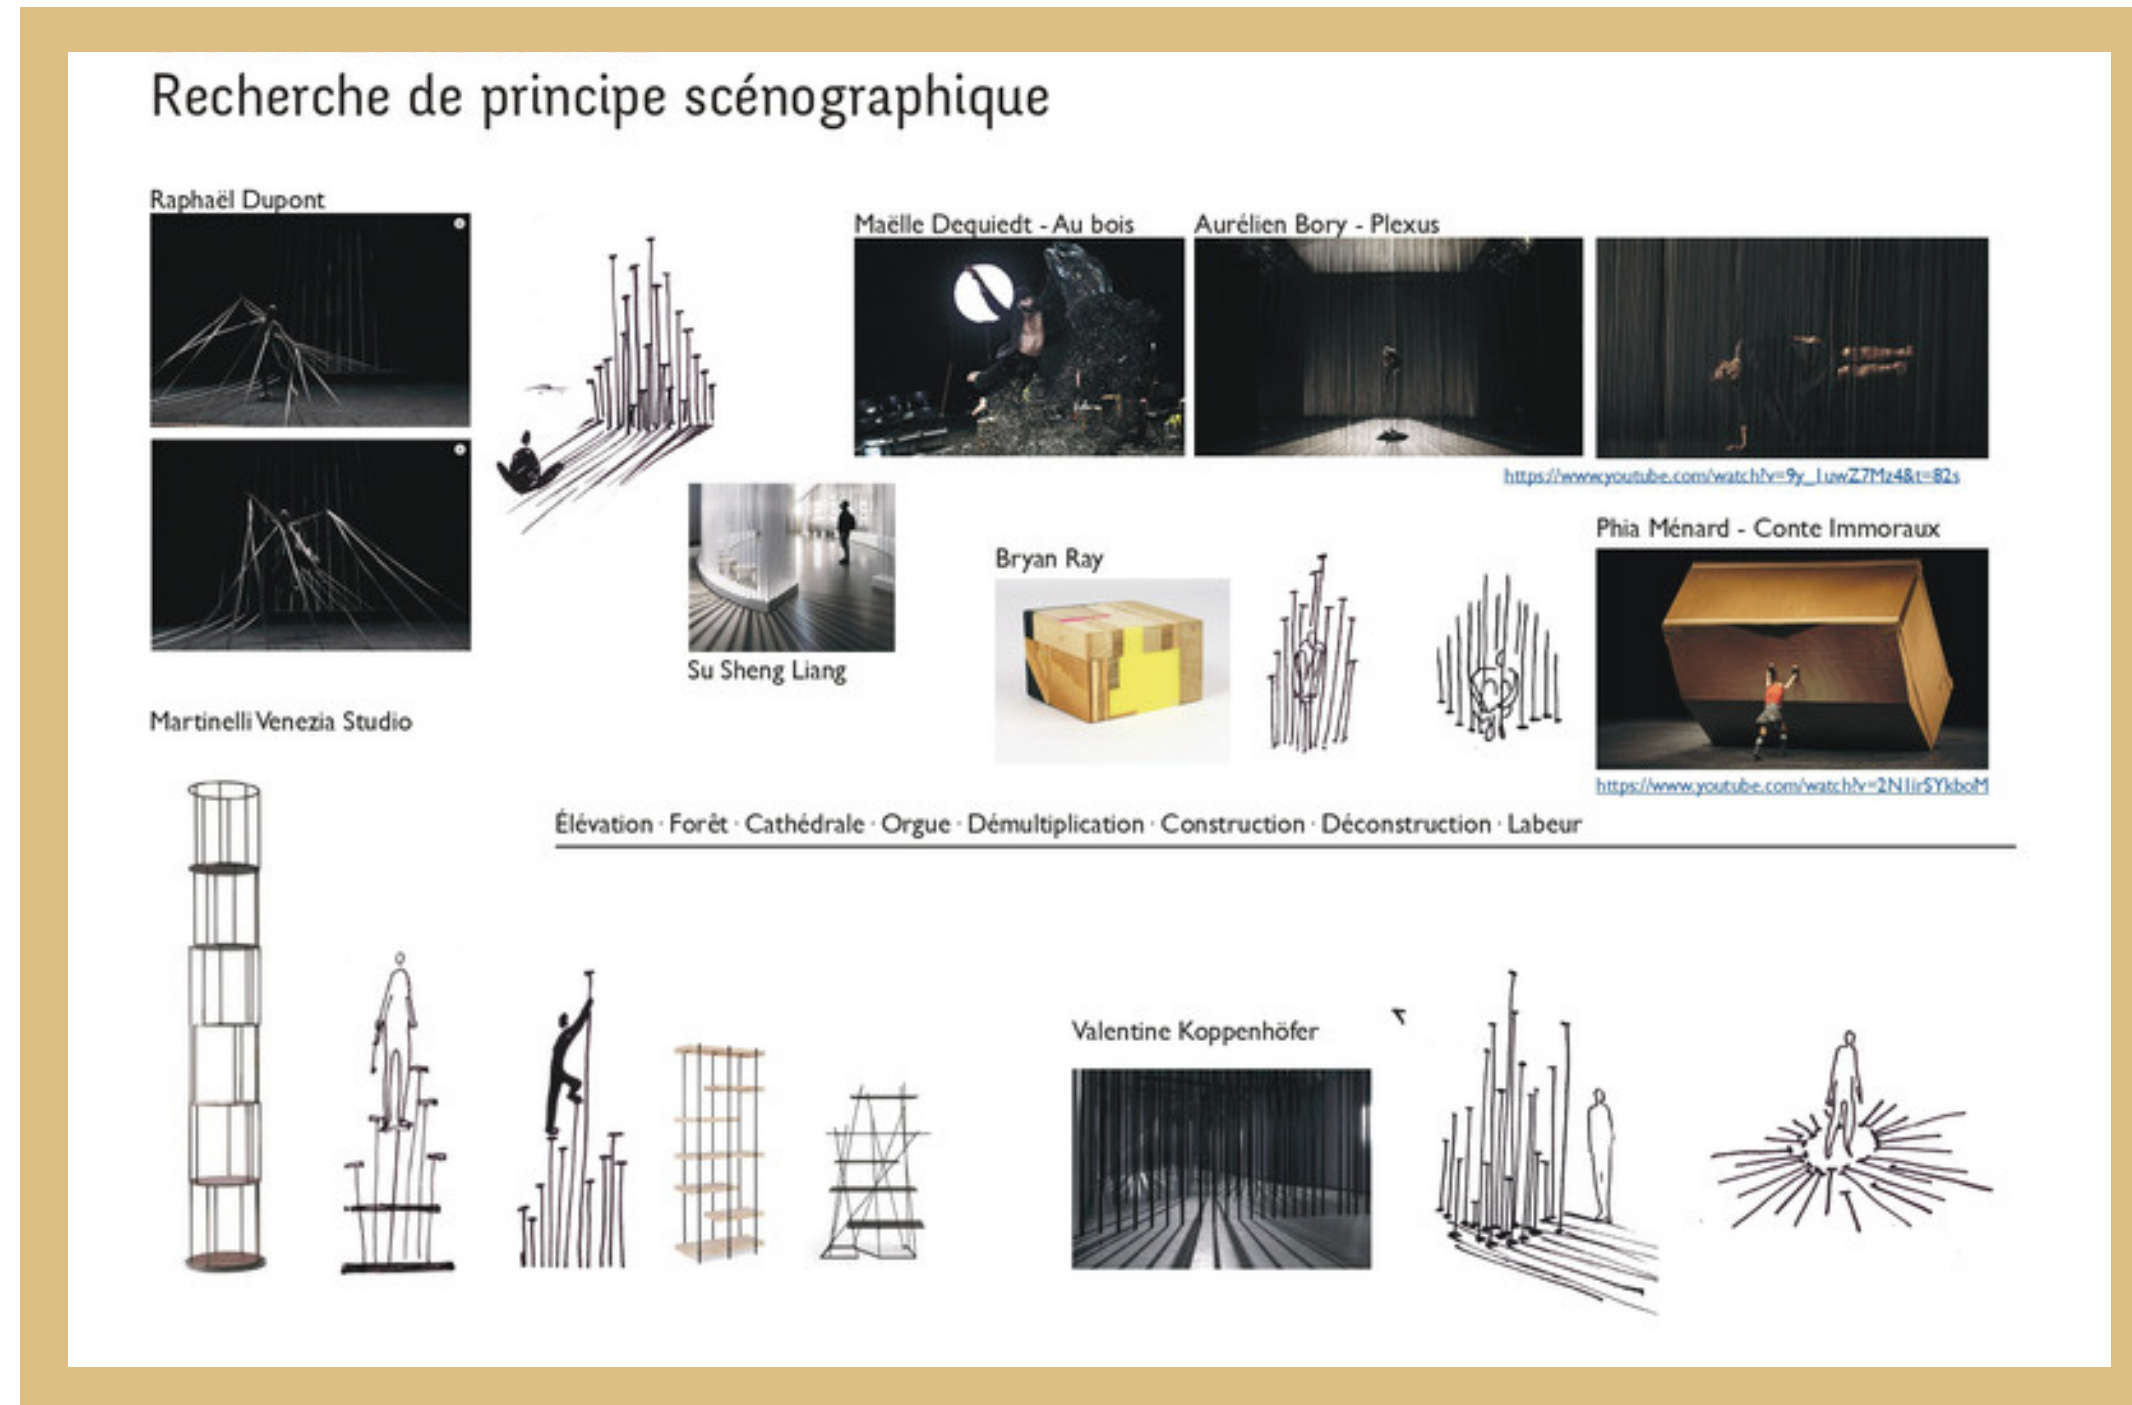 Recherche de principe scénographique
Raphaël Dupont
Maëlle Dequiedt - Au bois
Aurélien Bory - Plexus
https://www.youtube.com/watch?v=9y_1uwZ7Mz4&t=82s
Phia Ménard - Conte Immoraux
Bryan Ray
Su Sheng Liang
Martinelli Venezia Studio
https://www.youtube.com/watch?v=2N1irSYkboM
Élévation · Forêt · Cathédrale · Orgue · Démultiplication · Construction · Déconstruction · Labeur
Valentine Koppenhöfer